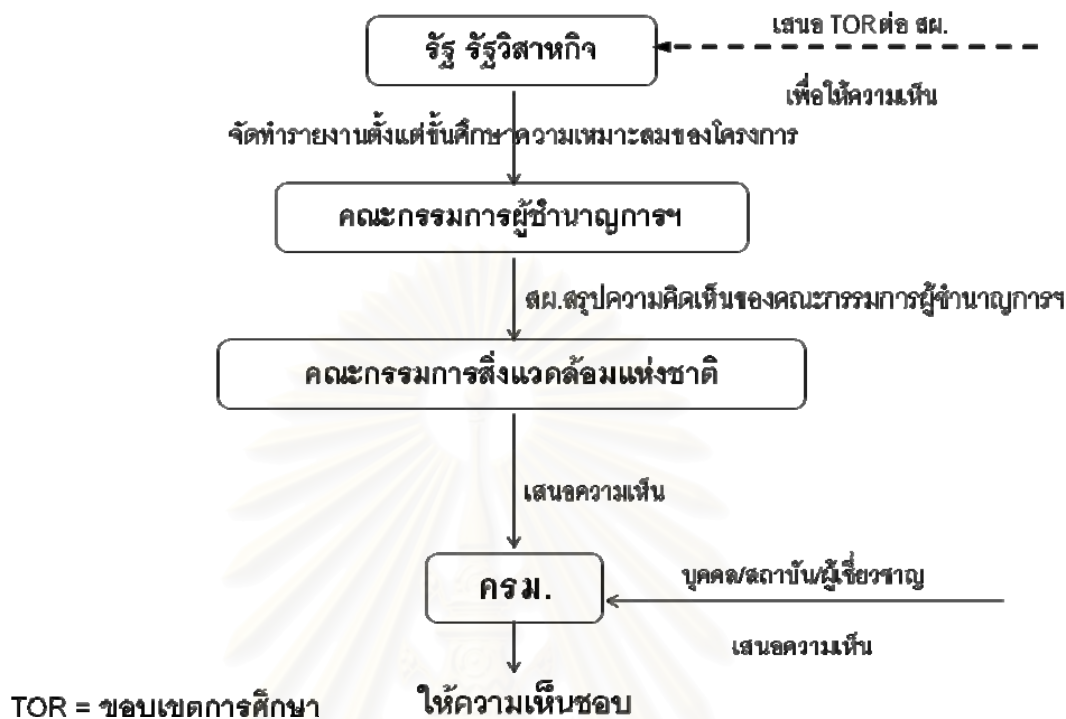 เสนอ TOR ต่อ สผ.
รัฐ รัฐวิสาหกิจ
เพื่อให้ความเห็น
จัดทำรายงานตั้งแต่ขั้นศึกษาความเหมาะสมของโครงการ
คณะกรรมการผู้ชำนาญการฯ
สผ.สรุปความคิดเห็นของคณะกรรมการผู้ชำนาญการฯ
คณะกรรมการสิ่งแวดล้อมแห่งชาติ
เสนอความเห็น
ครม.
บุคคล/สถาบัน/ผู้เชี่ยวชาญ
เสนอความเห็น
ให้ความเห็นชอบ
TOR = ขอบเขตการศึกษา